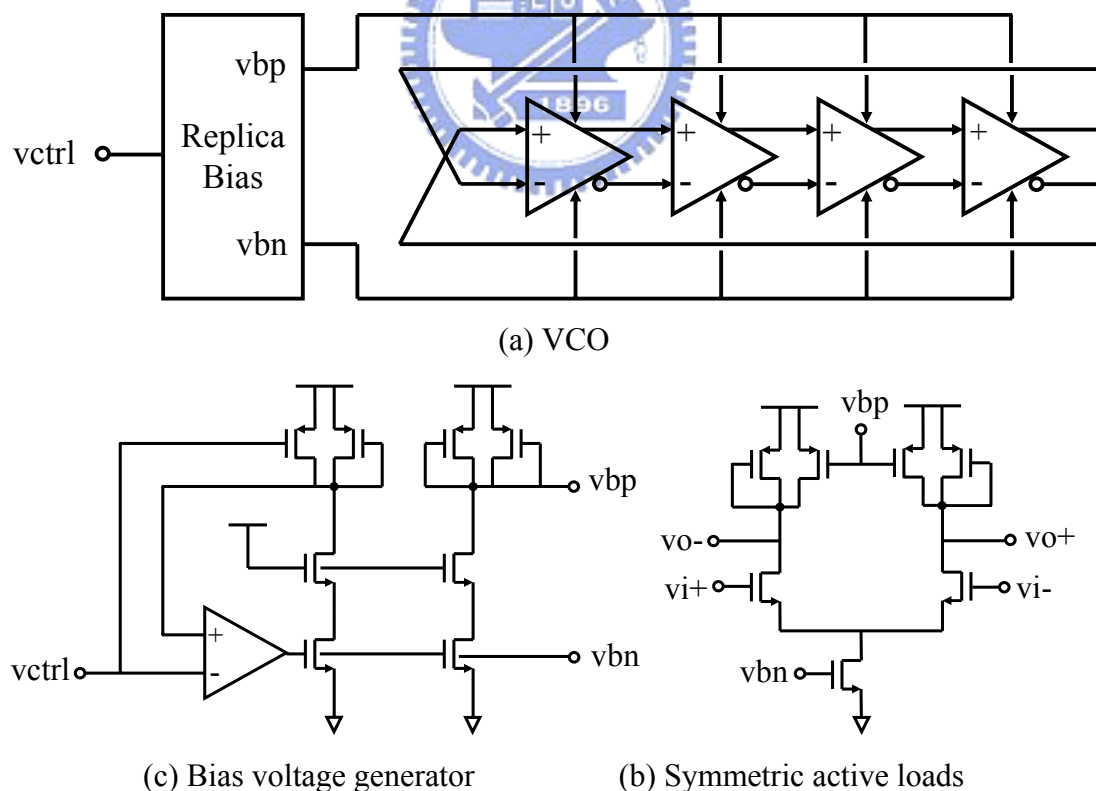 vbp
Replica
Bias
vctrl
vbn
1896
+
-
+
-
+
-
+
-
(a) VCO
vbp
vbn
vctrl
+
-
(c) Bias voltage generator
vbp
vo-
vo+
vi+
vi-
vbn
(b) Symmetric active loads